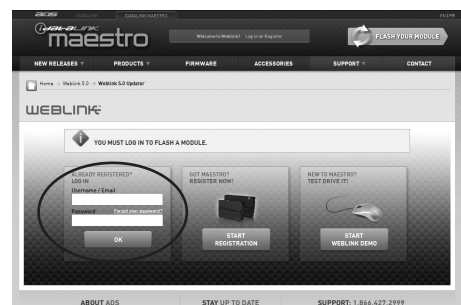 ads DATALINK DATALINK MAESTRO EN|FR
iDATALINK
maestro
Welcome to Weblink! Log in or Register
FLASH YOUR MODULE
NEW RELEASES PRODUCTS FIRMWARE ACCESSORIES SUPPORT CONTACT
Home Weblink 5.0 Weblink 5.0 Updater
WEBLINK
YOU MUST LOG IN TO FLASH A MODULE.
ALREADY REGISTERED?
LOG IN
Username / Email
Password Forgot your password?
OK
GOT MAESTRO?
REGISTER NOW!
START
REGISTRATION
NEW TO MAESTRO?
TEST DRIVE IT!
START
WEBLINK DEMO
ABOUT ADS STAY UP TO DATE SUPPORT: 1.866.427.2999